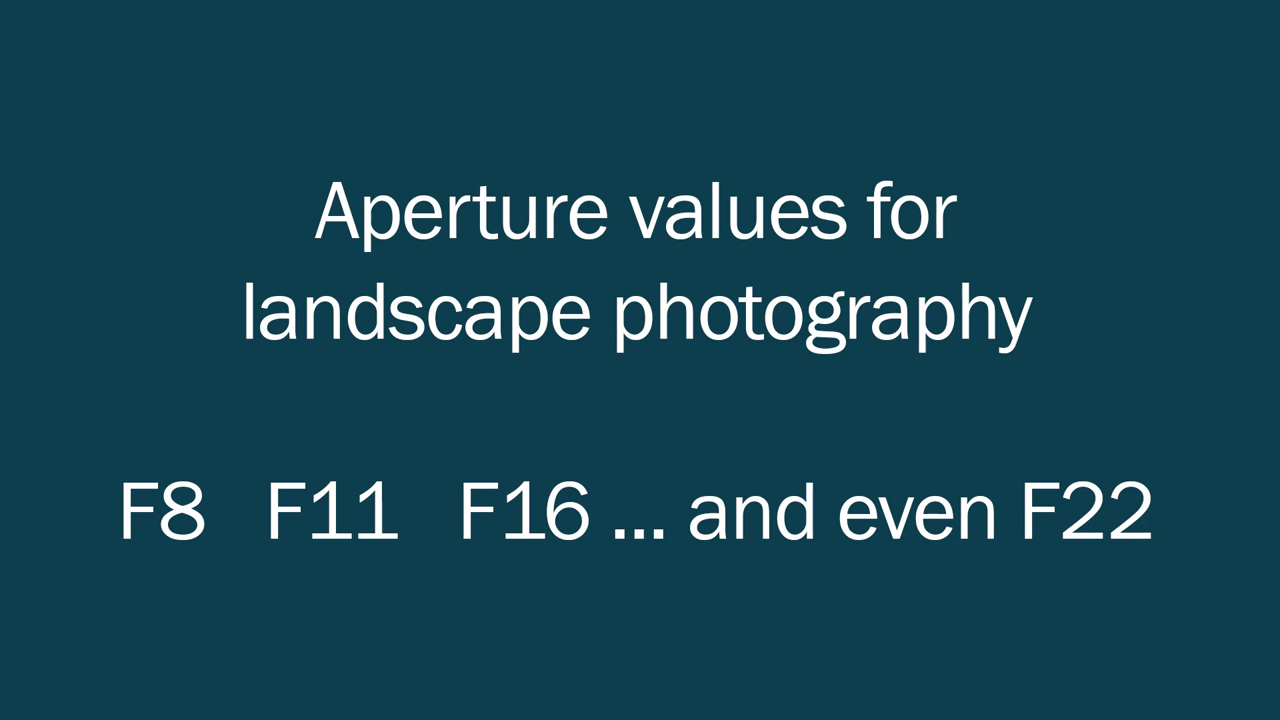 Aperture values for
landscape photography
F8 F11 F16 ... and even F22